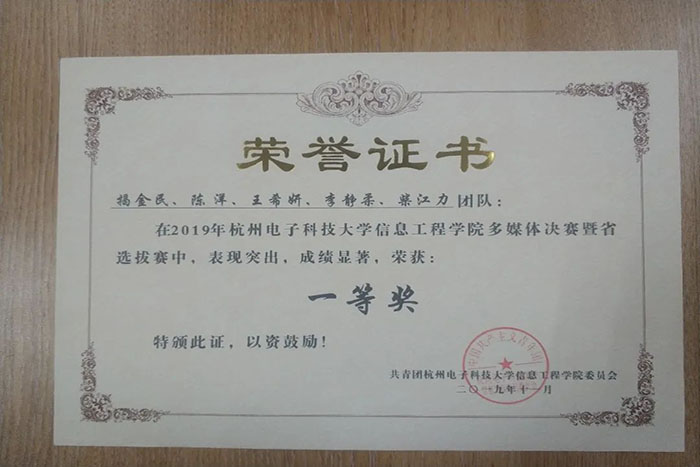 荣誉证书
揭金民、陈洋、王希妍、李静柔、梁江力团队：
在2019年杭州电子科技大学信息工程学院多媒体决赛暨省
选拔赛中，表现突出，成绩显著，荣获：
一等奖
特颁此证，以资鼓励！
共青团杭州电子科技大学信息工程学院委员会
二〇一九年十一月